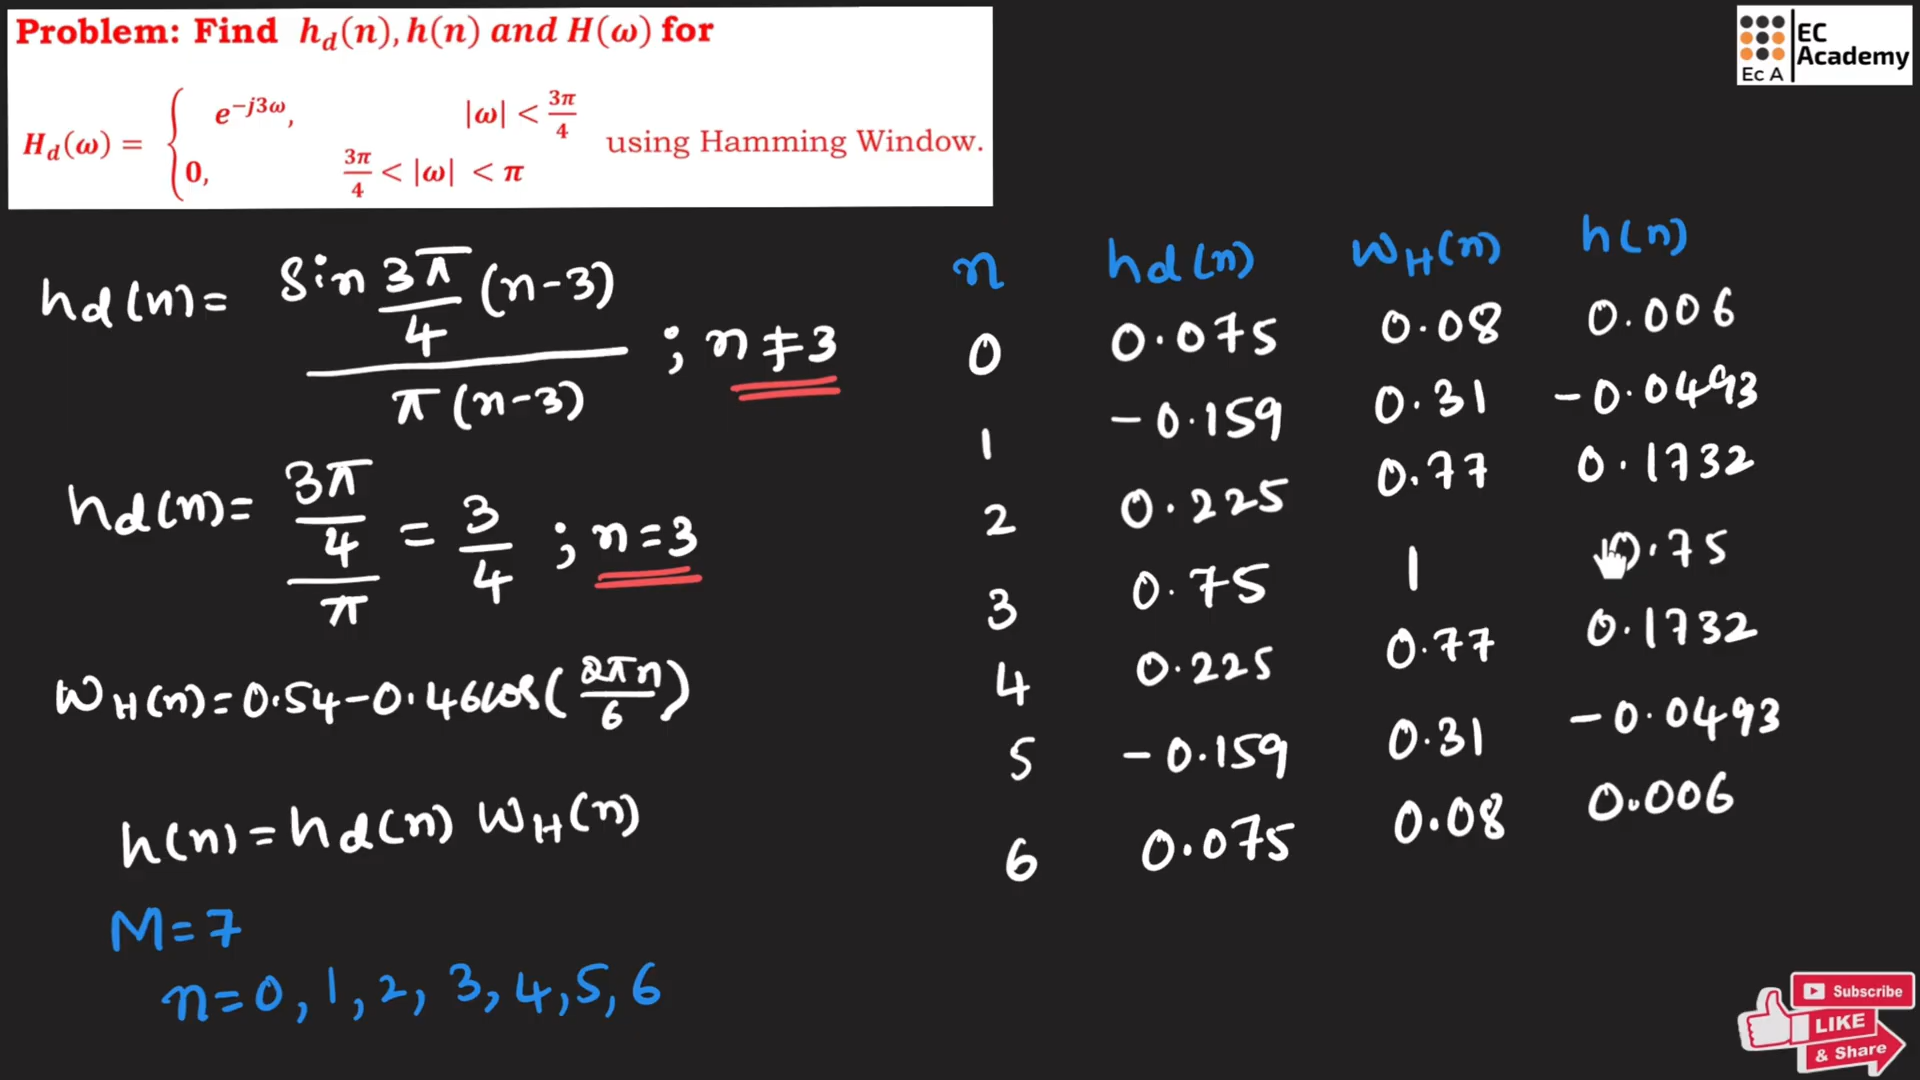 Problem: Find h_d(n), h(n) and H(ω) for
H_d(ω) = { e^{-j3ω}, |ω| < 3π/4
0, 3π/4 < |ω| < π
using Hamming Window.
EC Academy
Ec A
hd(n) = sin 3π/4 (n-3) / π(n-3) ; n≠3
hd(n) = 3π/4 / π = 3/4 ; n=3
W_H(n) = 0.54-0.46cos(2πn/6)
h(n) = hd(n) W_H(n)
M=7
n=0,1,2,3,4,5,6
n hd(n) W_H(n) h(n)
0 0.075 0.08 0.006
1 -0.159 0.31 -0.0493
2 0.225 0.77 0.1732
3 0.75 1 0.75
4 0.225 0.77 0.1732
5 -0.159 0.31 -0.0493
6 0.075 0.08 0.006
Subscribe
LIKE
& Share